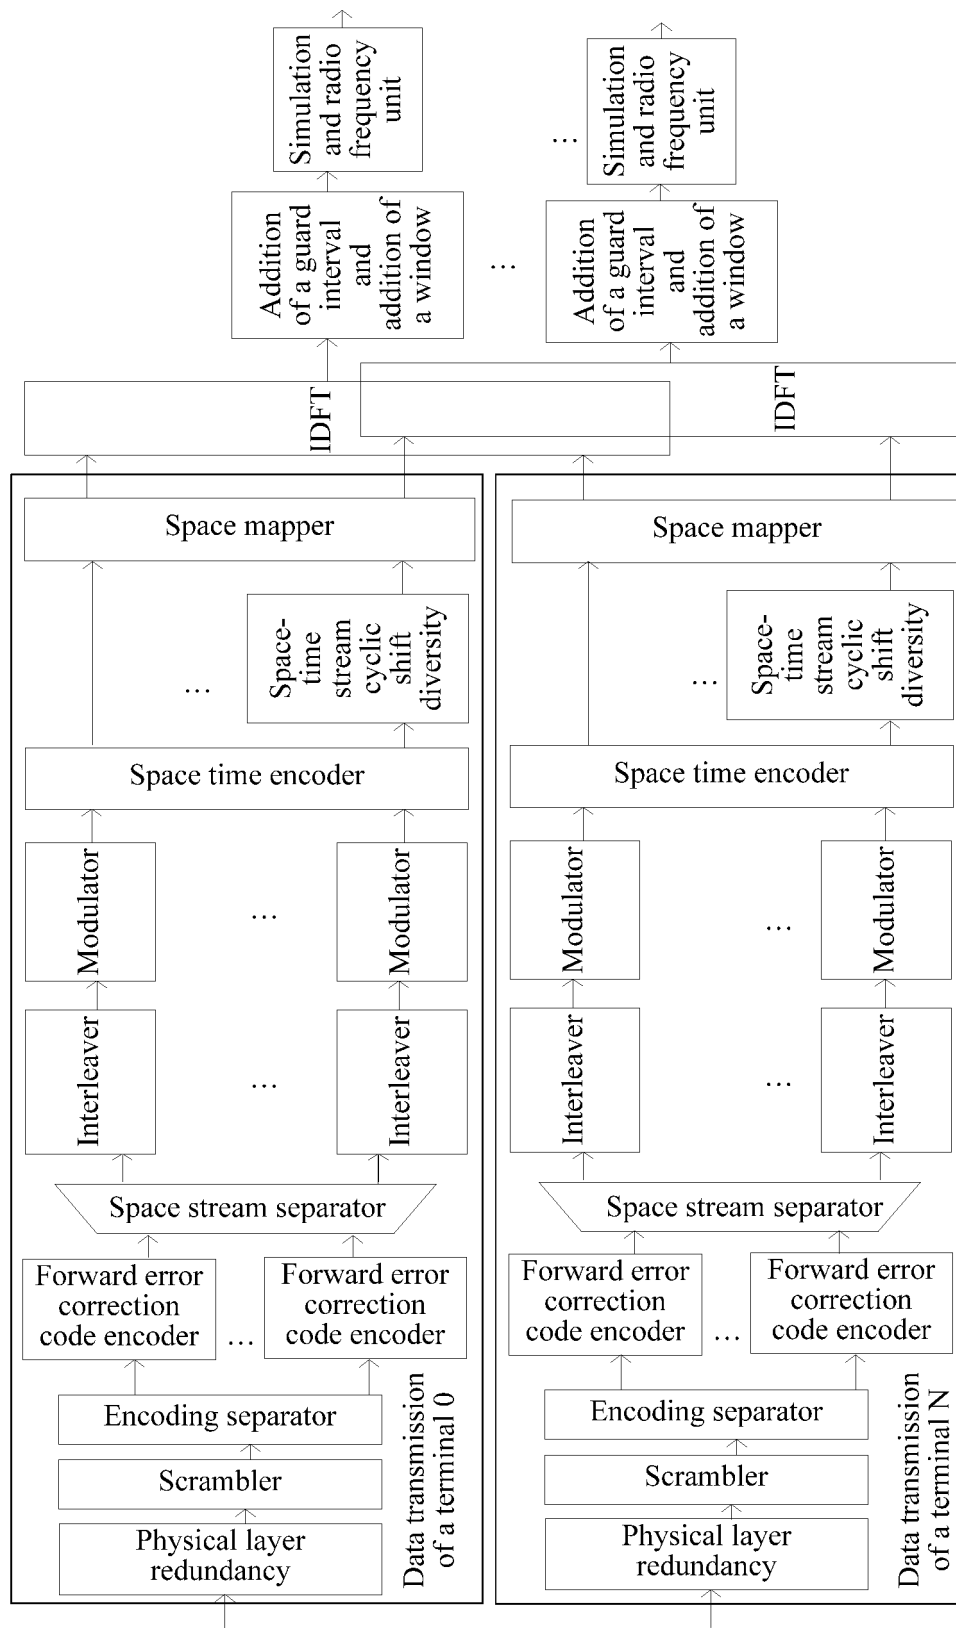 Simulation
and radio
frequency
unit
Simulation
and radio
frequency
unit
...
Addition
of a guard
interval
and
addition of
a window
...
Addition
of a guard
interval
and
addition of
a window
IDFT
IDFT
Space mapper
Space-
time
stream
cyclic
shift
diversity
...
Space time encoder
Modulator
...
Modulator
Interleaver
...
Interleaver
Space stream separator
Forward error
correction
code encoder
...
Forward error
correction
code encoder
Encoding separator
Scrambler
Physical layer
redundancy
Data transmission
of a terminal 0
Space mapper
Space-
time
stream
cyclic
shift
diversity
...
Space time encoder
Modulator
...
Modulator
Interleaver
...
Interleaver
Space stream separator
Forward error
correction
code encoder
...
Forward error
correction
code encoder
Encoding separator
Scrambler
Physical layer
redundancy
Data transmission
of a terminal N